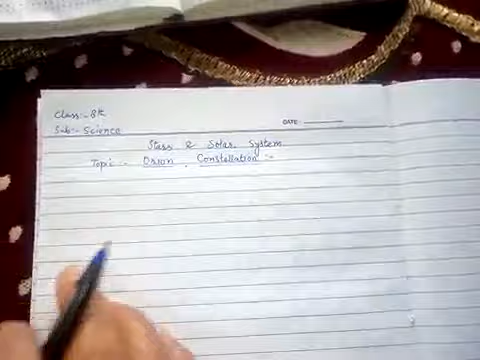 Class:- 8th
DATE:
Sub:- Science
Stars & Solar System
Topic :- Orion Constellation :-